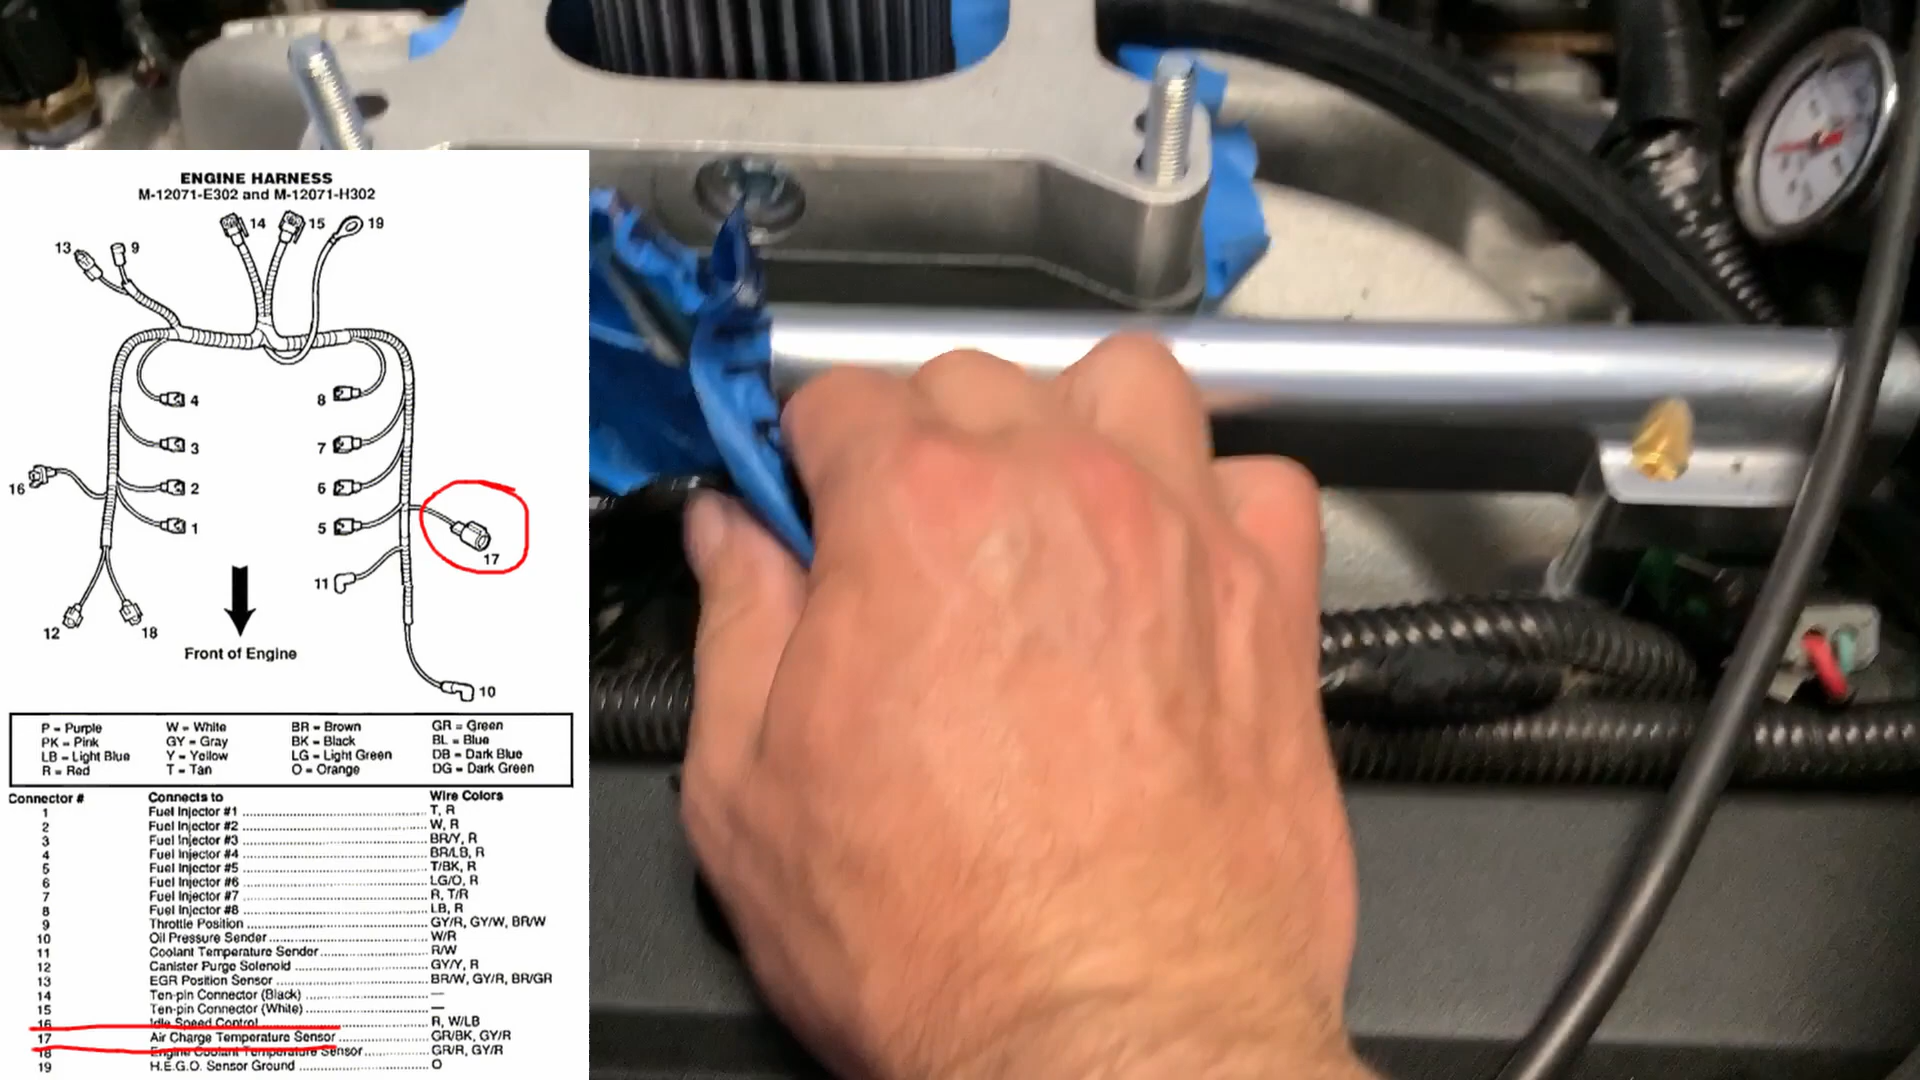 ENGINE HARNESS
M-12071-E302 and M-12071-H302
14 15 19
13 9
4 8
3 7
16 2 6
1 5
17
11
12 18
Front of Engine
10
P = Purple W = White BR = Brown GR = Green
PK = Pink GY = Gray BK = Black BL = Blue
LB = Light Blue Y = Yellow LG = Light Green DB = Dark Blue
R = Red T = Tan O = Orange DG = Dark Green
Connector # Connects to Wire Colors
1 Fuel Injector #1 T, R
2 Fuel Injector #2 W, R
3 Fuel Injector #3 BR/Y, R
4 Fuel Injector #4 BR/LB, R
5 Fuel Injector #5 T/BK, R
6 Fuel Injector #6 LG/O, R
7 Fuel Injector #7 R, T/R
8 Fuel Injector #8 LB, R
9 Throttle Position GY/R, GY/W, BR/W
10 Oil Pressure Sender W/R
11 Coolant Temperature Sender R/W
12 Canister Purge Solenoid GY/Y, R
13 EGR Position Sensor BR/W, GY/R, BR/GR
14 Ten-pin Connector (Black) —
15 Ten-pin Connector (White) —
16 Idle Speed Control R, W/LB
17 Air Charge Temperature Sensor GR/BK, GY/R
18 Engine Coolant Temperature Sensor GR/R, GY/R
19 H.E.G.O. Sensor Ground O